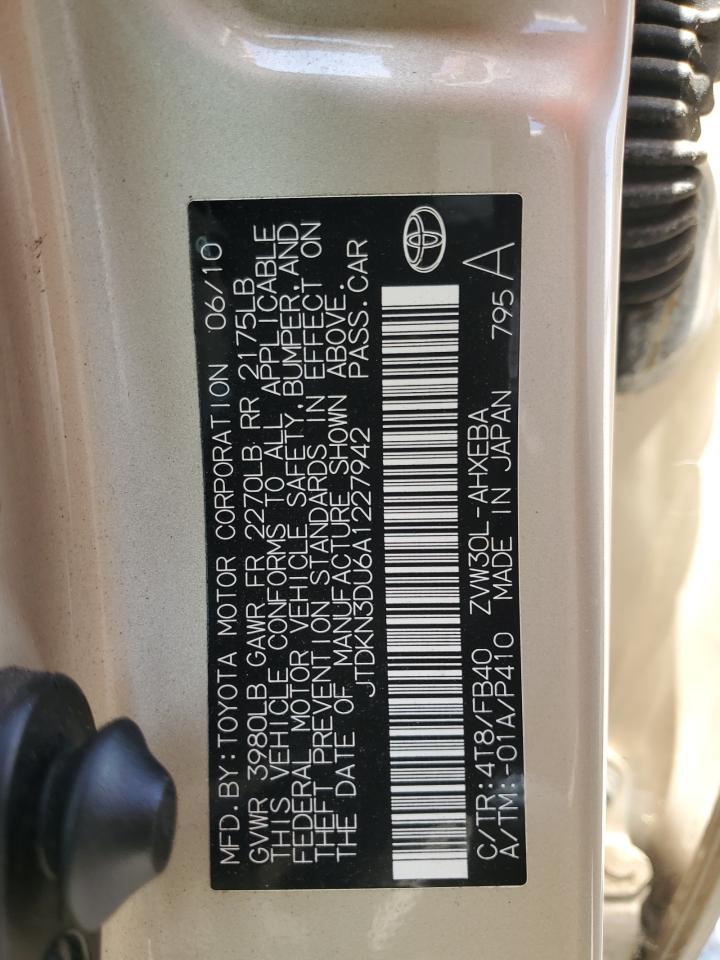 MFD.BY:TOYOTA MOTOR CORPORATION 06/10
GVWR 3980LB GAWR FR 2270LB RR 2175LB
THIS VEHICLE CONFORMS TO ALL APPLICABLE
FEDERAL MOTOR VEHICLE SAFETY,BUMPER,AND
THEFT PREVENTION STANDARDS IN EFFECT ON
THE DATE OF MANUFACTURE SHOWN ABOVE.
JTDKN3DU6A1227942 PASS.CAR
C/TR:4T8/FB40 ZVW30L-AHXEBA
A/TM:-01A/P410 MADE IN JAPAN 795 A